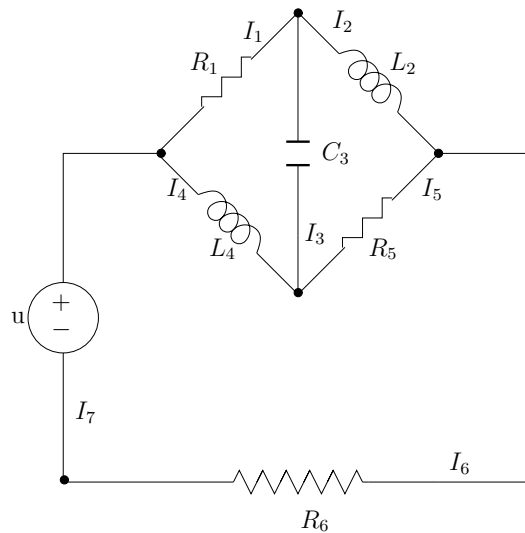 I₁ I₂
R₁ L₂
C₃
I₄ I₅
I₃
L₄ R₅
+
u
−
I₇
I₆
R₆